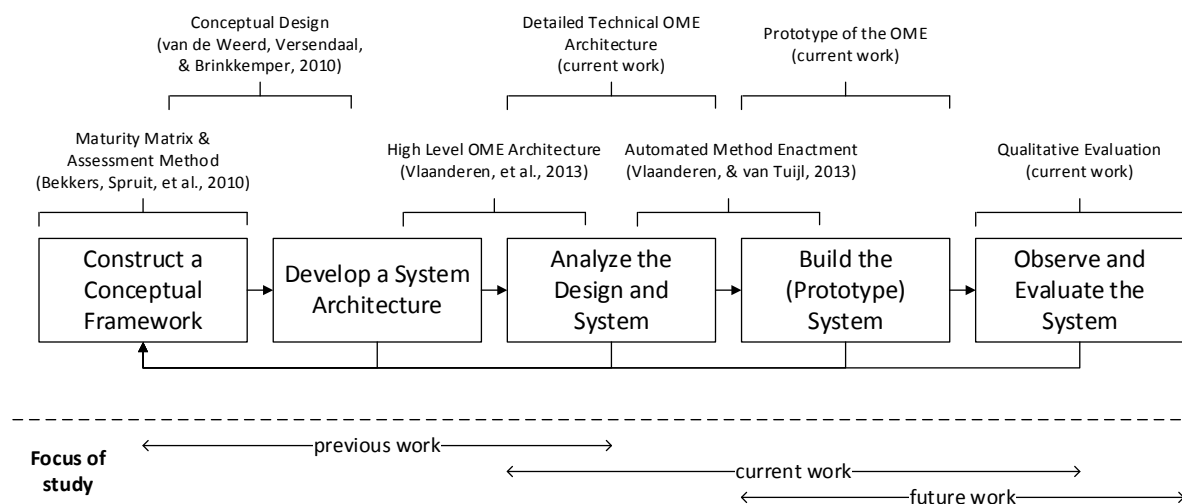 Conceptual Design
(van de Weerd, Versendaal,
& Brinkkemper, 2010)
Detailed Technical OME
Architecture
(current work)
Prototype of the OME
(current work)
Maturity Matrix &
Assessment Method
(Bekkers, Spruit, et al., 2010)
High Level OME Architecture
(Vlaanderen, et al., 2013)
Automated Method Enactment
(Vlaanderen, & van Tuijl, 2013)
Qualitative Evaluation
(current work)
Construct a
Conceptual
Framework
Develop a System
Architecture
Analyze the
Design and
System
Build the
(Prototype)
System
Observe and
Evaluate the
System
Focus of
study
previous work
current work
future work